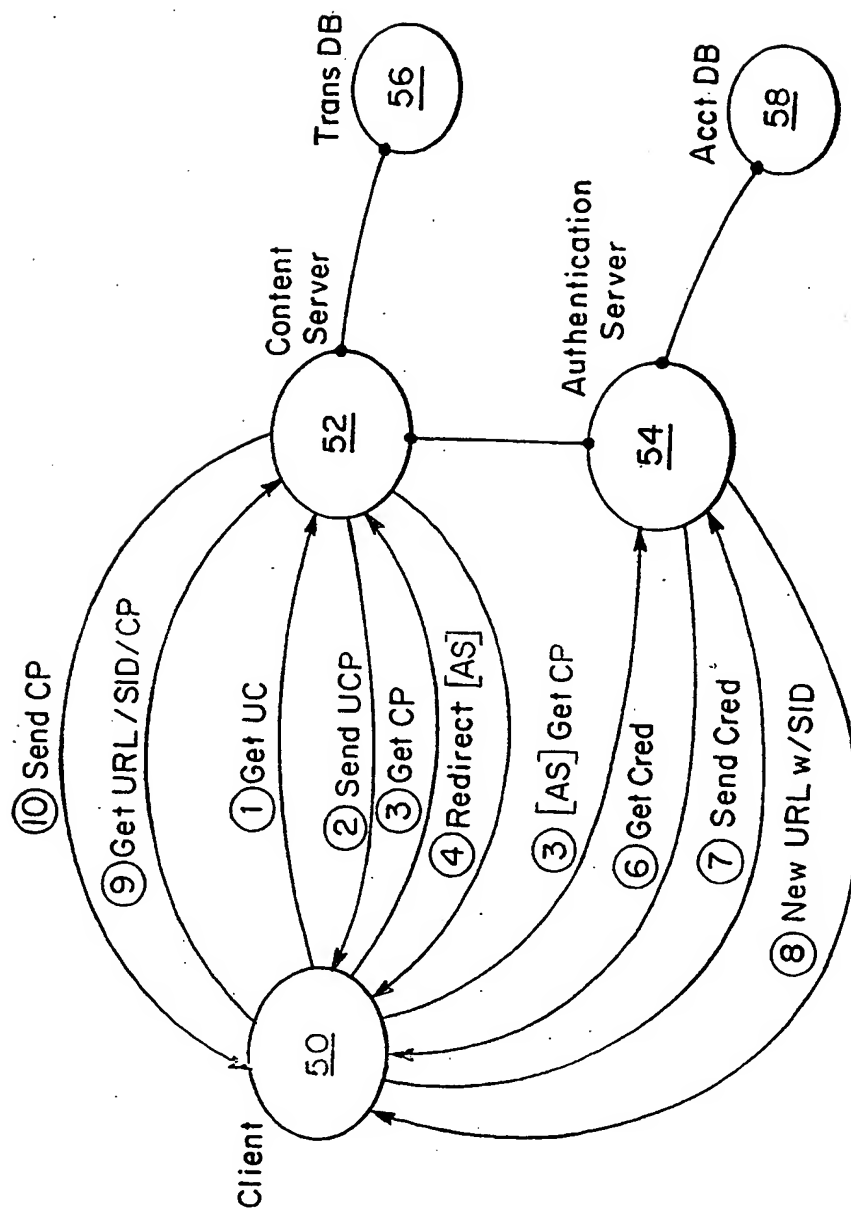 Client
50
Content
Server
52
Trans DB
56
Authentication
Server
54
Acct DB
58
⑩ Send CP
⑨ Get URL/SID/CP
① Get UC
② Send UCP
③ Get CP
④ Redirect [AS]
③ [AS] Get CP
⑥ Get Cred
⑦ Send Cred
⑧ New URL w/SID